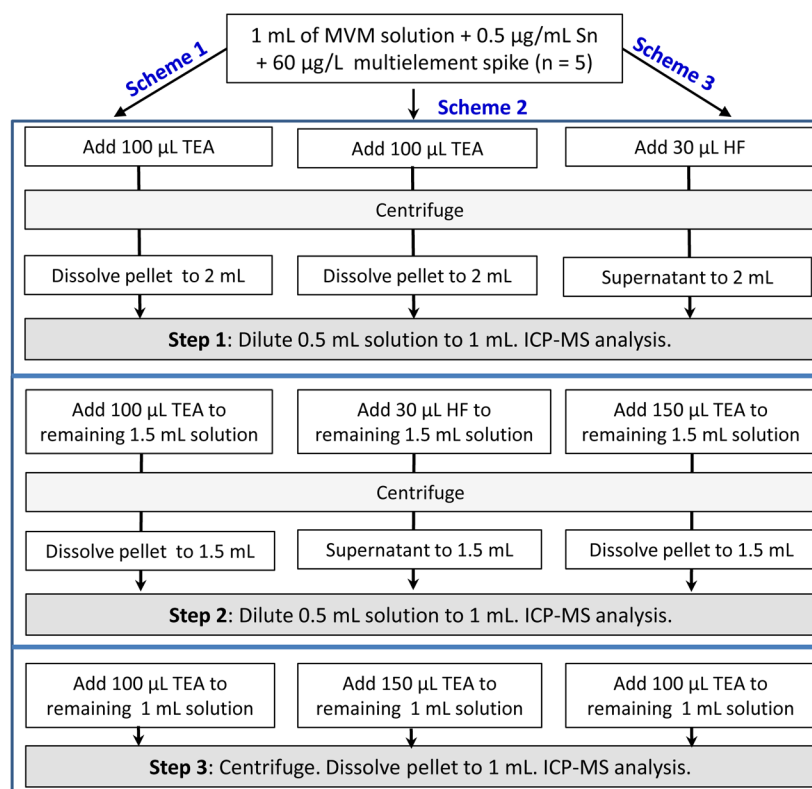 1 mL of MVM solution + 0.5 µg/mL Sn
+ 60 µg/L multielement spike (n = 5)
Scheme 1
Scheme 2
Scheme 3
Add 100 µL TEA
Add 100 µL TEA
Add 30 µL HF
Centrifuge
Dissolve pellet to 2 mL
Dissolve pellet to 2 mL
Supernatant to 2 mL
Step 1: Dilute 0.5 mL solution to 1 mL. ICP-MS analysis.
Add 100 µL TEA to
remaining 1.5 mL solution
Add 30 µL HF to
remaining 1.5 mL solution
Add 150 µL TEA to
remaining 1.5 mL solution
Centrifuge
Dissolve pellet to 1.5 mL
Supernatant to 1.5 mL
Dissolve pellet to 1.5 mL
Step 2: Dilute 0.5 mL solution to 1 mL. ICP-MS analysis.
Add 100 µL TEA to
remaining 1 mL solution
Add 150 µL TEA to
remaining 1 mL solution
Add 100 µL TEA to
remaining 1 mL solution
Step 3: Centrifuge. Dissolve pellet to 1 mL. ICP-MS analysis.